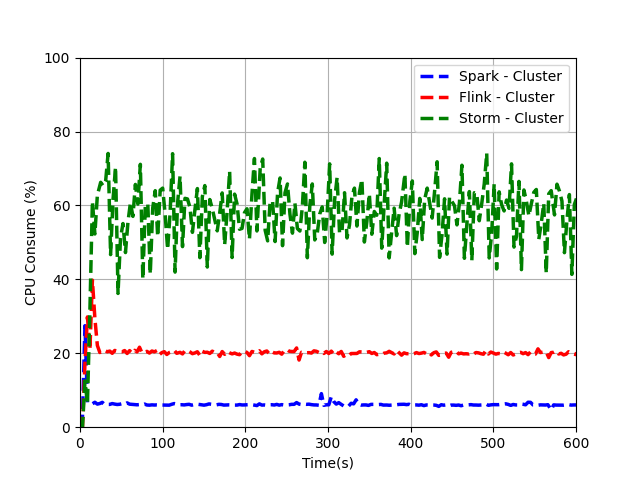 100
80
60
40
20
0
0 100 200 300 400 500 600
CPU Consume (%)
Time(s)
Spark - Cluster
Flink - Cluster
Storm - Cluster